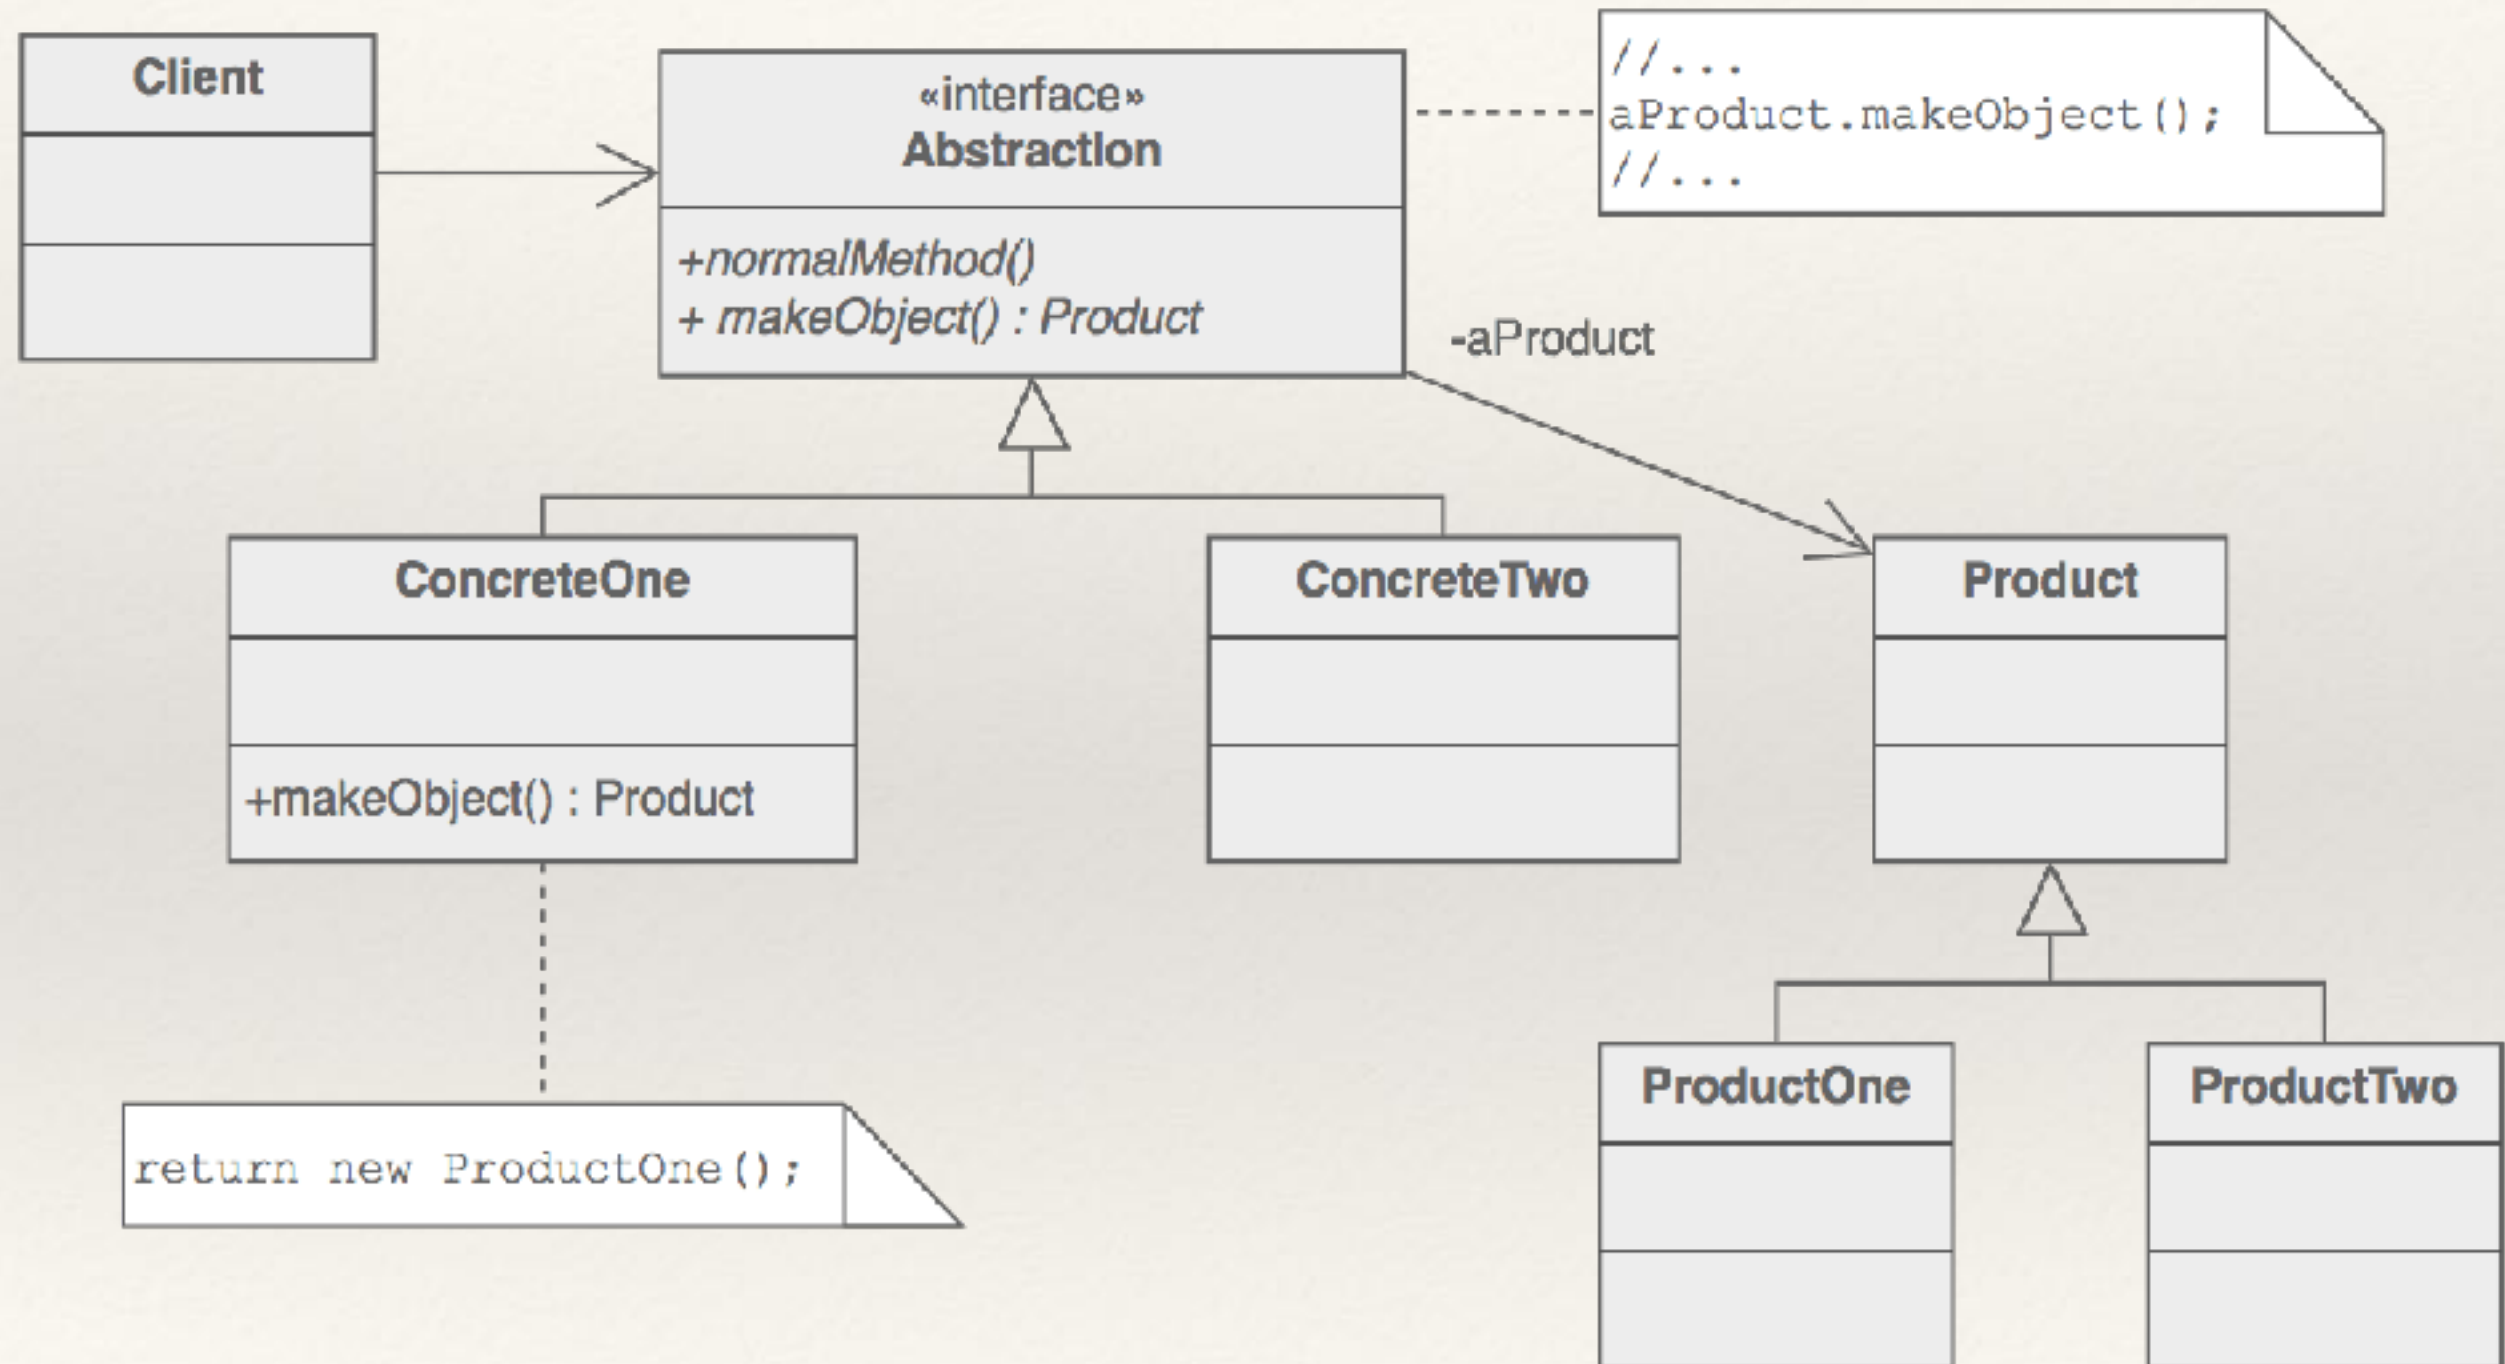 Client
«interface»
Abstraction
+normalMethod()
+ makeObject() : Product
//...
aProduct.makeObject();
//...
-aProduct
ConcreteOne
+makeObject() : Product
ConcreteTwo
Product
return new ProductOne();
ProductOne
ProductTwo